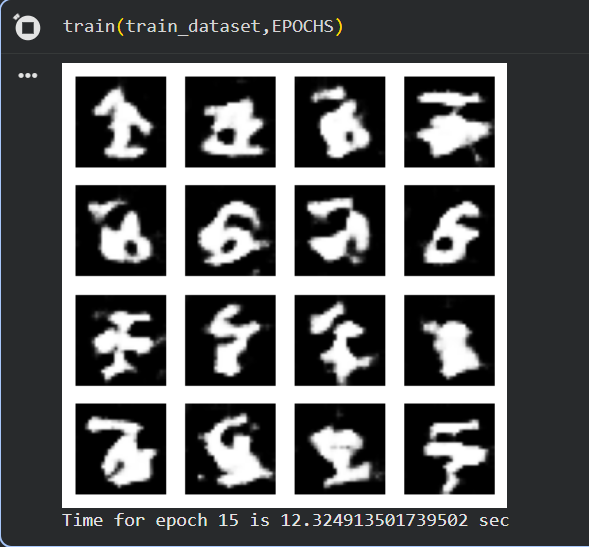 train(train_dataset,EPOCHS)
Time for epoch 15 is 12.324913501739502 sec